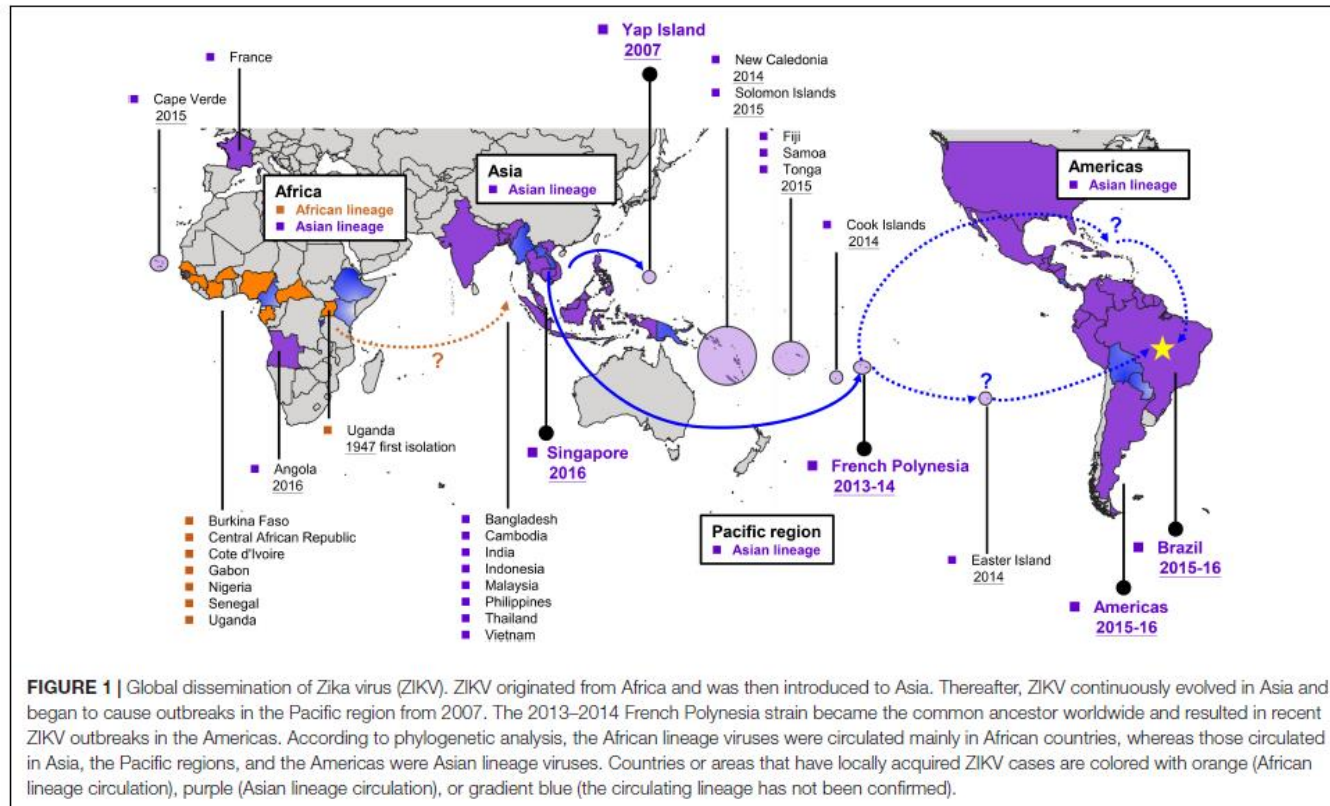 Yap Island
2007
France
New Caledonia
2014
Solomon Islands
2015
Cape Verde
2015
Fiji
Samoa
Tonga
2015
Asia
Asian lineage
Americas
Asian lineage
Africa
African lineage
Asian lineage
Cook Islands
2014
?
?
?
Uganda
1947 first isolation
Singapore
2016
French Polynesia
2013-14
Angola
2016
Burkina Faso
Central African Republic
Cote d'Ivoire
Gabon
Nigeria
Senegal
Uganda
Bangladesh
Cambodia
India
Indonesia
Malaysia
Philippines
Thailand
Vietnam
Pacific region
Asian lineage
Easter Island
2014
Brazil
2015-16
Americas
2015-16
FIGURE 1 | Global dissemination of Zika virus (ZIKV). ZIKV originated from Africa and was then introduced to Asia. Thereafter, ZIKV continuously evolved in Asia and
began to cause outbreaks in the Pacific region from 2007. The 2013–2014 French Polynesia strain became the common ancestor worldwide and resulted in recent
ZIKV outbreaks in the Americas. According to phylogenetic analysis, the African lineage viruses were circulated mainly in African countries, whereas those circulated
in Asia, the Pacific regions, and the Americas were Asian lineage viruses. Countries or areas that have locally acquired ZIKV cases are colored with orange (African
lineage circulation), purple (Asian lineage circulation), or gradient blue (the circulating lineage has not been confirmed).